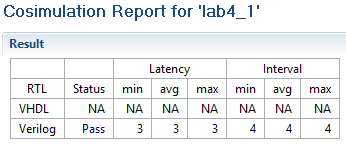 Cosimulation Report for 'lab4_1'
Result
Latency Interval
RTL Status min avg max min avg max
VHDL NA NA NA NA NA NA NA
Verilog Pass 3 3 3 4 4 4